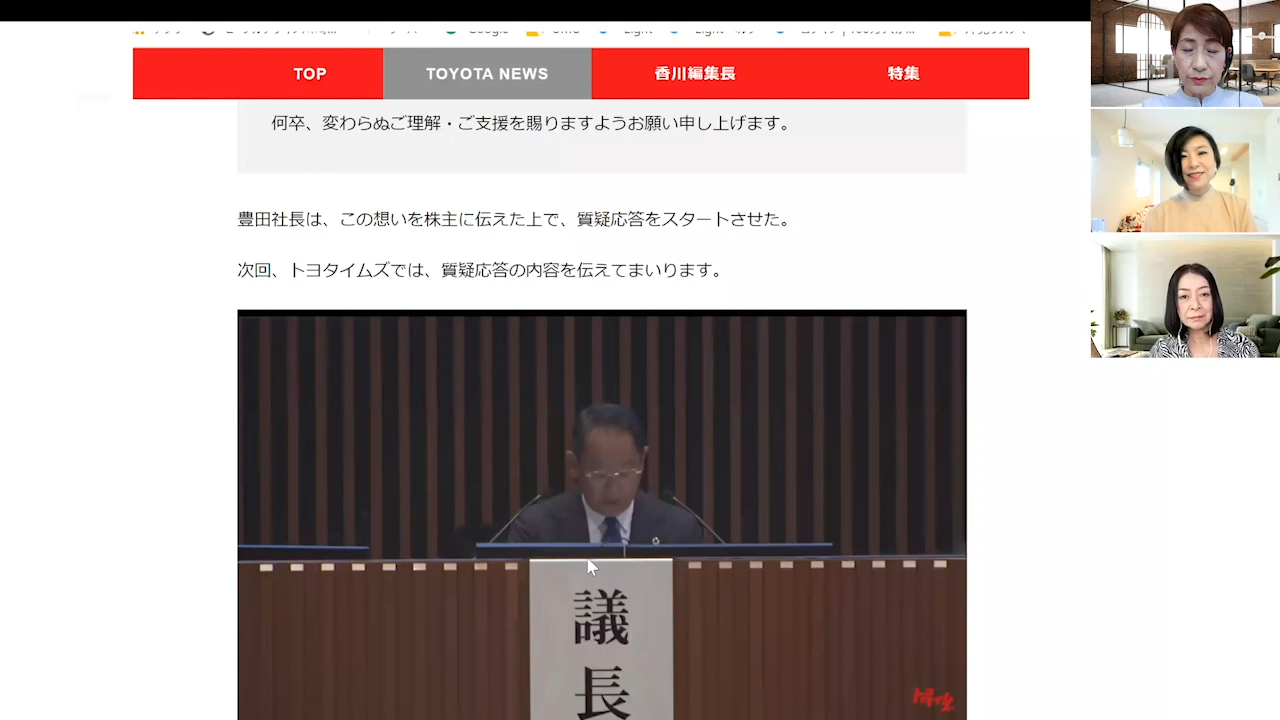 TOP
TOYOTA NEWS
香川編集長
特集
何卒、変わらぬご理解・ご支援を賜りますようお願い申し上げます。
豊田社長は、この想いを株主に伝えた上で、質疑応答をスタートさせた。
次回、トヨタイムズでは、質疑応答の内容を伝えてまいります。
議
長